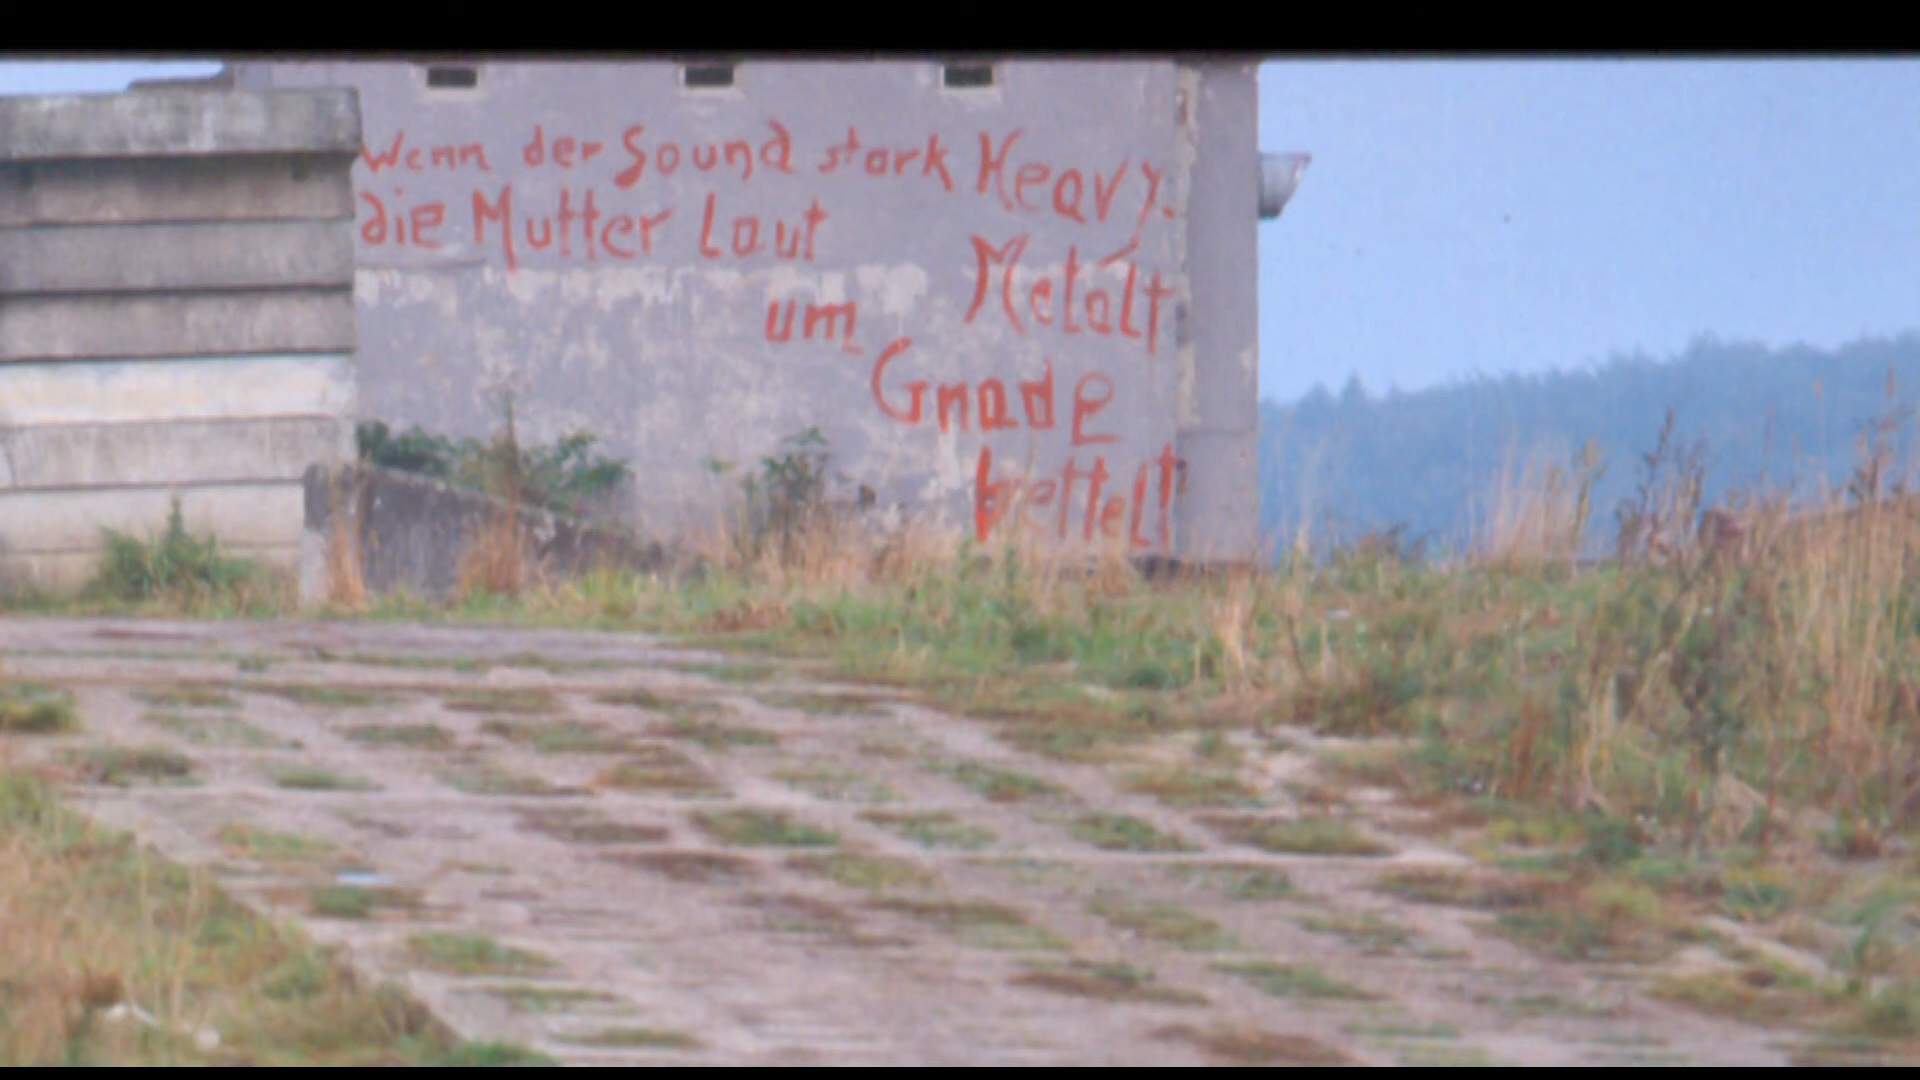 Wenn der Sound stark Heavy.
Metalt
die Mutter Laut
um
Gnade
bettelt